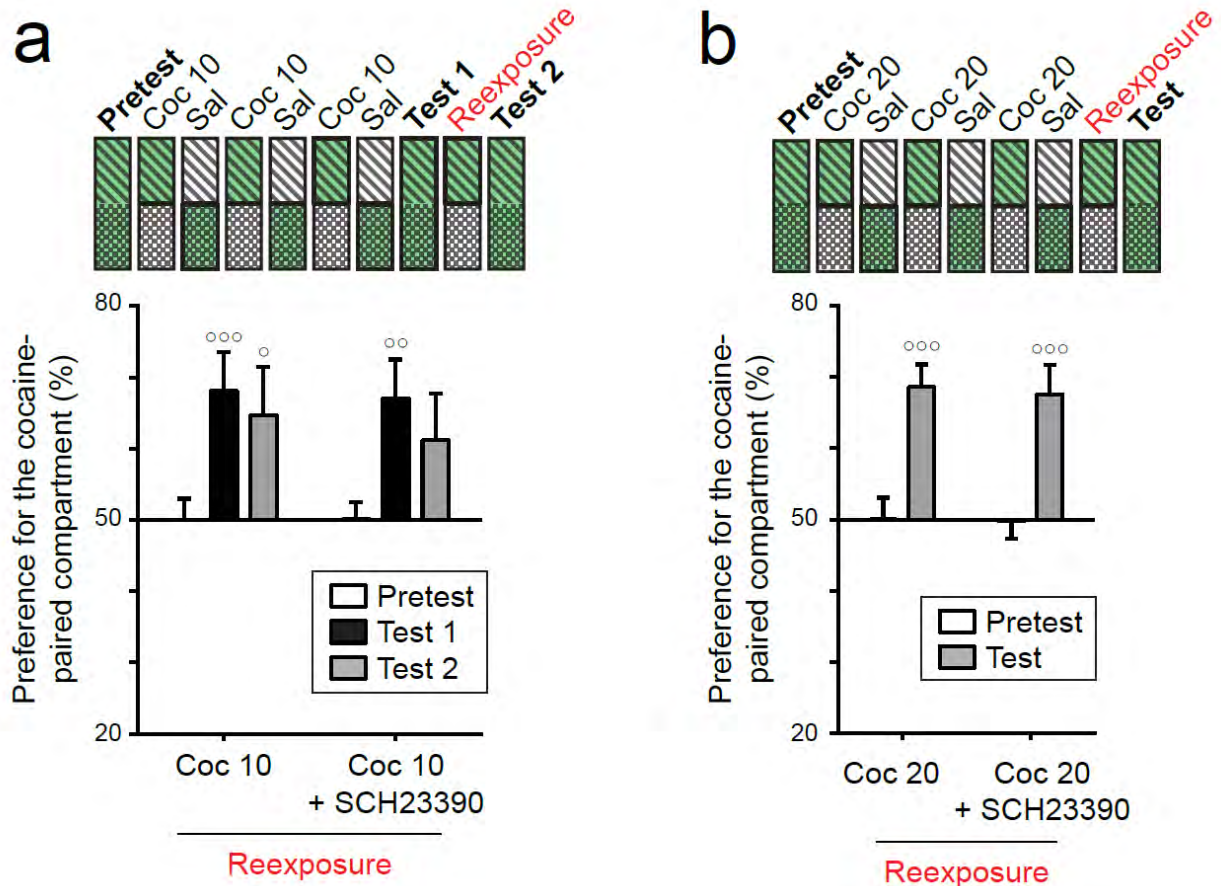 a
Pretest
Coc 10
Sal
Coc 10
Sal
Coc 10
Sal
Test 1
Reexposure
Test 2
Preference for the cocaine-
paired compartment (%)
80
50
20
○○○
○
○○
Pretest
Test 1
Test 2
Coc 10
Coc 10
+ SCH23390
Reexposure
b
Pretest
Coc 20
Sal
Coc 20
Sal
Coc 20
Sal
Reexposure
Test
Preference for the cocaine-
paired compartment (%)
80
50
20
○○○
○○○
Pretest
Test
Coc 20
Coc 20
+ SCH23390
Reexposure